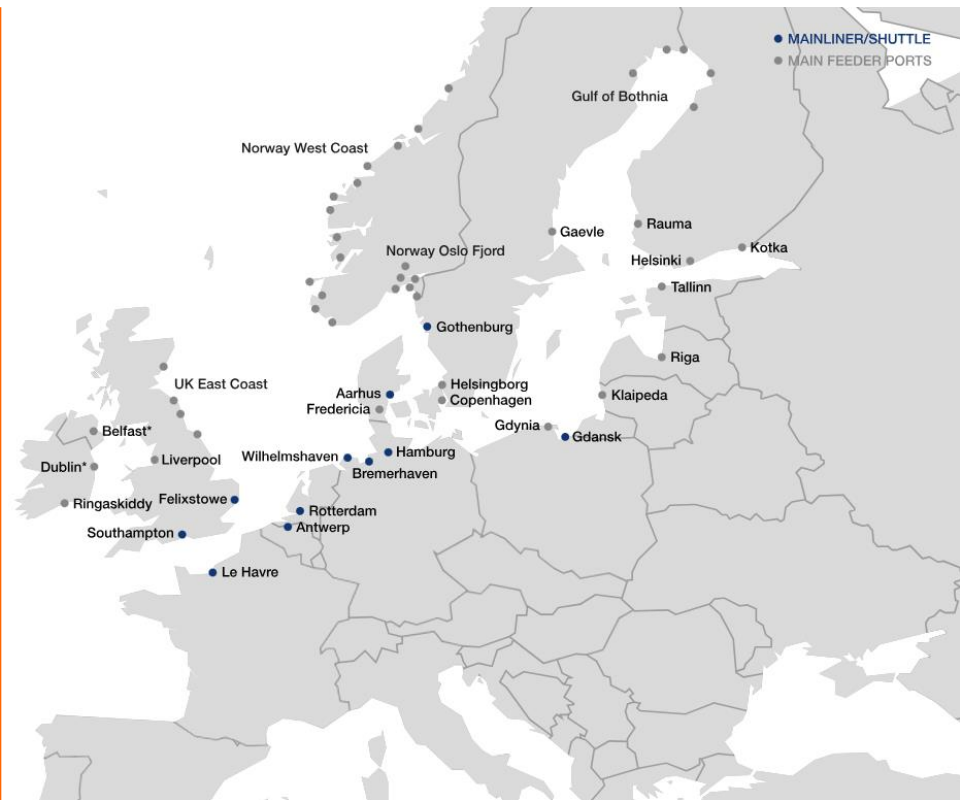 MAINLINER/SHUTTLE
MAIN FEEDER PORTS
Gulf of Bothnia
Norway West Coast
Rauma
Gaevle
Kotka
Norway Oslo Fjord
Helsinki
Tallinn
Gothenburg
Riga
UK East Coast
Helsingborg
Aarhus
Klaipeda
Copenhagen
Fredericia
Gdynia
Belfast*
Gdansk
Hamburg
Wilhelmshaven
Liverpool
Dublin*
Bremerhaven
Felixstowe
Ringaskiddy
Rotterdam
Antwerp
Southampton
Le Havre